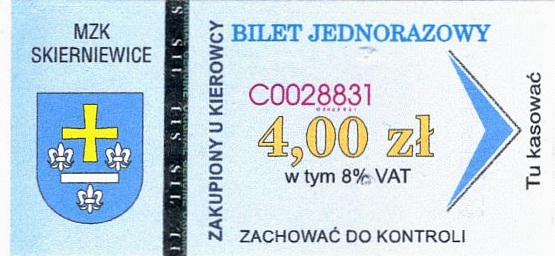 MZK
SKIERNIEWICE
ZAKUPIONY U KIEROWCY
BILET JEDNORAZOWY
C0028831
4,00 zł
w tym 8% VAT
ZACHOWAĆ DO KONTROLI
Tu kasować